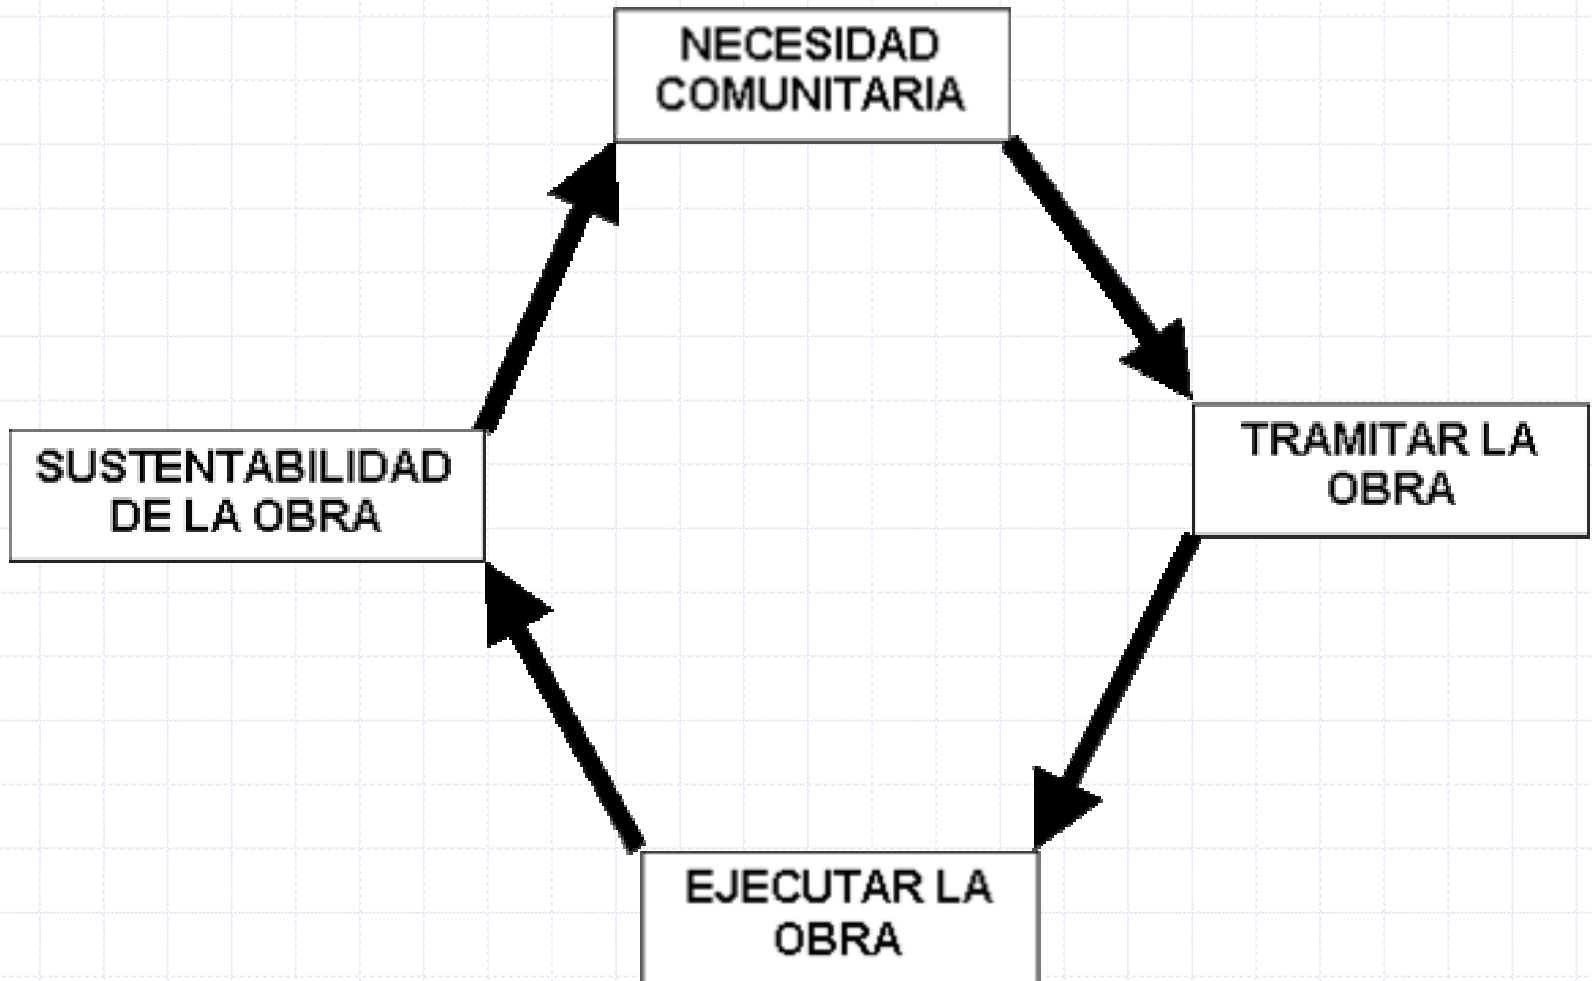 NECESIDAD
COMUNITARIA
TRAMITAR LA
OBRA
SUSTENTABILIDAD
DE LA OBRA
EJECUTAR LA
OBRA